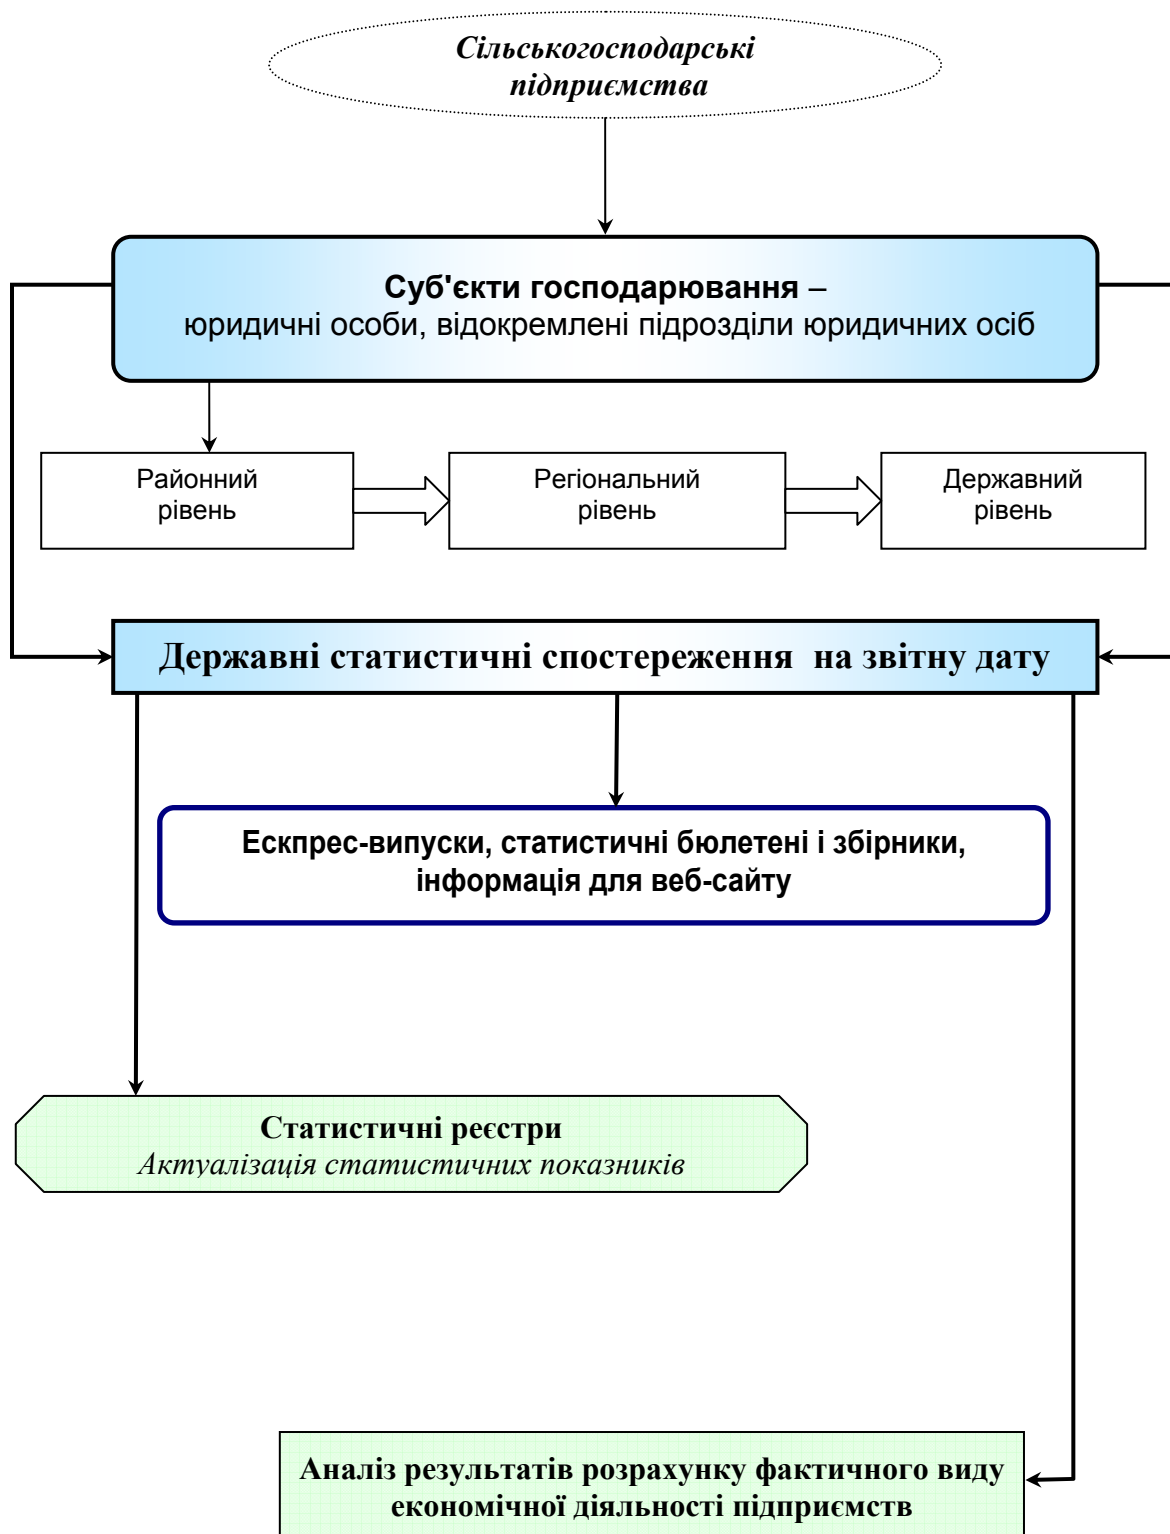 Сільськогосподарські
підприємства
Суб'єкти господарювання –
юридичні особи, відокремлені підрозділи юридичних осіб
Районний
рівень
Регіональний
рівень
Державний
рівень
Державні статистичні спостереження на звітну дату
Ескпрес-випуски, статистичні бюлетені і збірники,
інформація для веб-сайту
Статистичні реєстри
Актуалізація статистичних показників
Аналіз результатів розрахунку фактичного виду
економічної діяльності підприємств